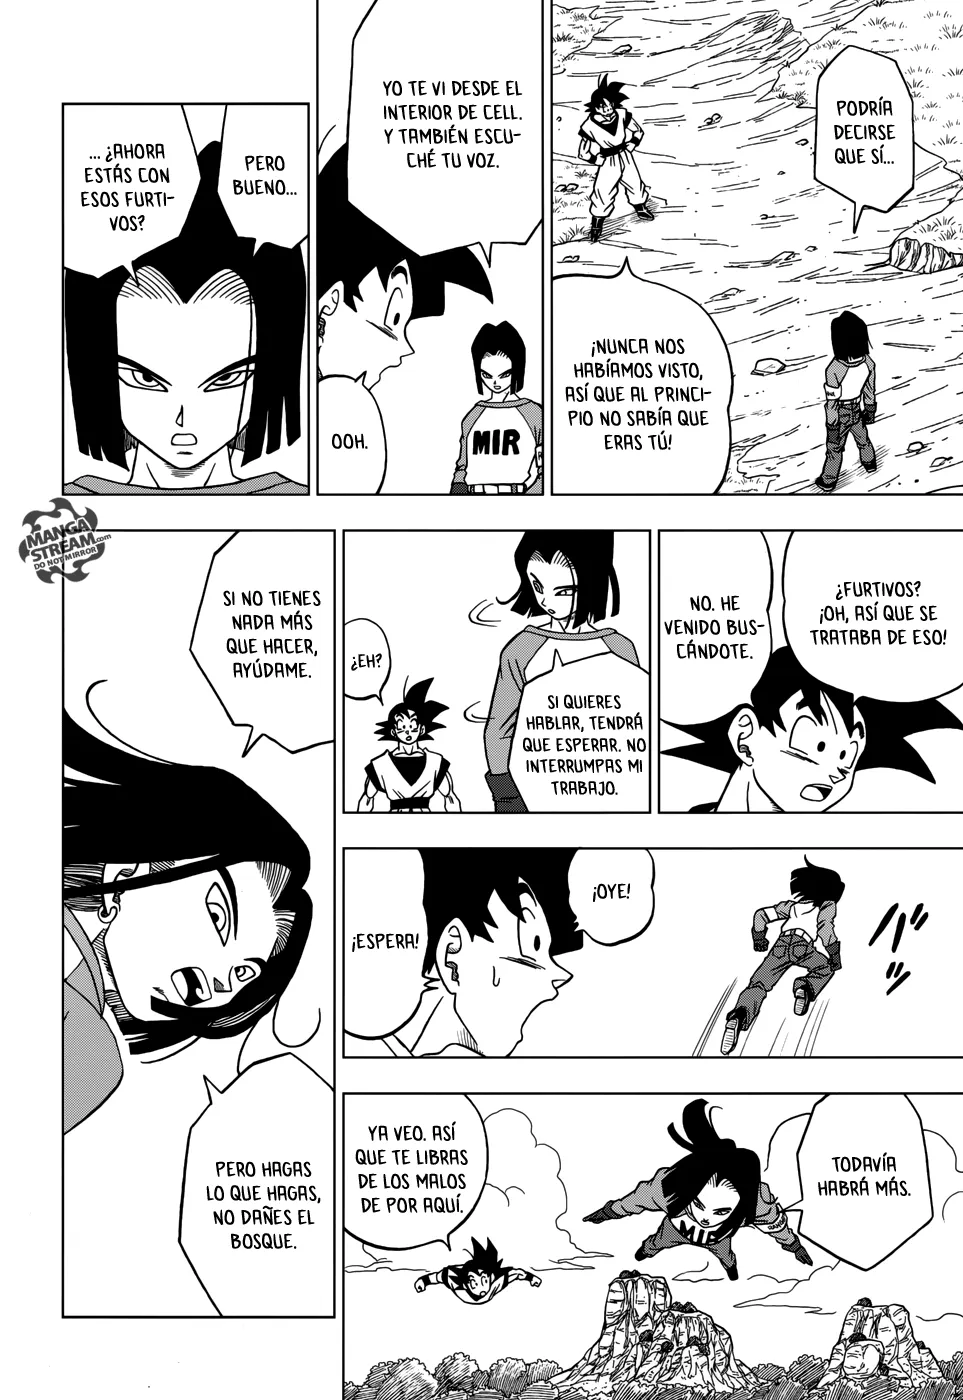 PODRÍA
DECIRSE
QUE SÍ...
¡NUNCA NOS
HABÍAMOS VISTO,
ASÍ QUE AL PRINCI-
PIO NO SABÍA QUE
ERAS TÚ!
YO TE VI DESDE EL
INTERIOR DE CELL.
Y TAMBIÉN ESCU-
CHÉ TU VOZ.
OOH.
MIR
PERO
BUENO...
... ¿AHORA
ESTÁS CON
ESOS FURTI-
VOS?
MANGA
STREAM.com
DO NOT MIRROR
¿FURTIVOS?
¡OH, ASÍ QUE SE
TRATABA DE ESO!
NO. HE
VENIDO BUS-
CÁNDOTE.
SI QUIERES
HABLAR, TENDRÁ
QUE ESPERAR. NO
INTERRUMPAS MI
TRABAJO.
¿EH?
¡OYE!
¡ESPERA!
TODAVÍA
HABRÁ MÁS.
MIR
YA VEO. ASÍ
QUE TE LIBRAS
DE LOS MALOS
DE POR AQUÍ.
SI NO TIENES
NADA MÁS
QUE HACER,
AYÚDAME.
PERO HAGAS
LO QUE HAGAS,
NO DAÑES EL
BOSQUE.